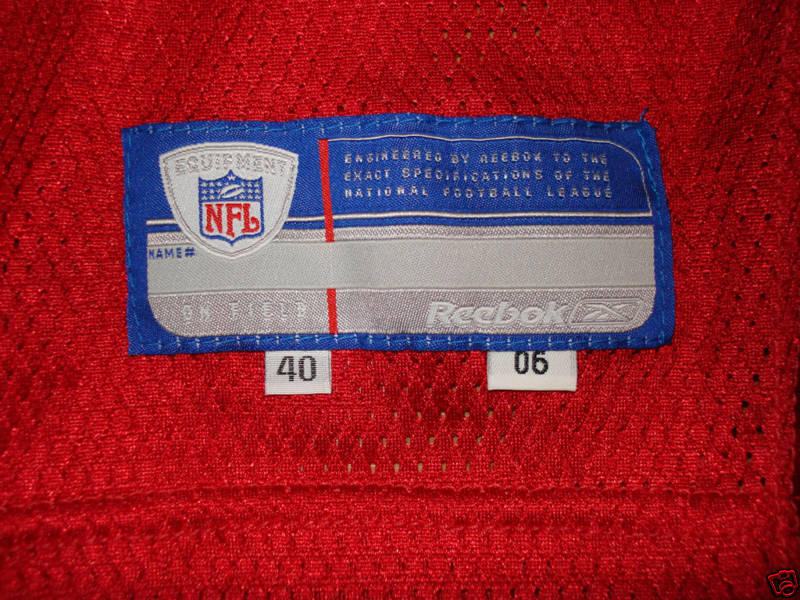 EQUIPMENT
NFL
ENGINEERED BY REEBOK TO THE
EXACT SPECIFICATIONS OF THE
NATIONAL FOOTBALL LEAGUE
NAME#
ON FIELD
Reebok
40
06